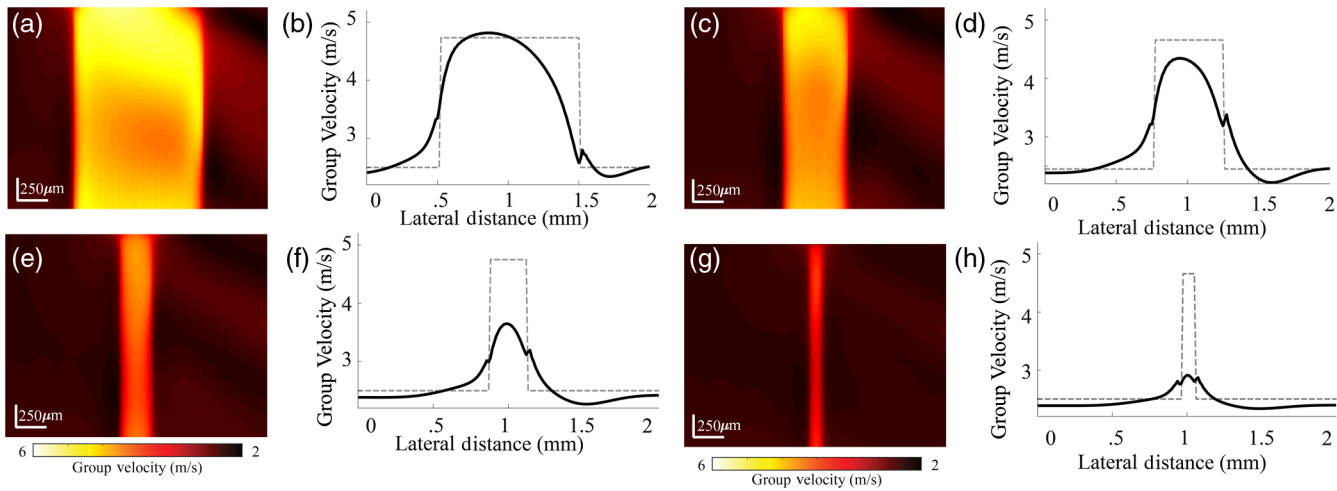 (a)
250μm
(b)
Group Velocity (m/s)
5
4
3
0
.5
1
1.5
2
Lateral distance (mm)
(c)
250μm
(d)
Group Velocity (m/s)
5
4
3
0
.5
1
1.5
2
Lateral distance (mm)
(e)
250μm
6
2
Group velocity (m/s)
(f)
Group Velocity (m/s)
5
4
3
0
.5
1
1.5
2
Lateral distance (mm)
(g)
250μm
6
2
Group velocity (m/s)
(h)
Group Velocity (m/s)
5
4
3
0
.5
1
1.5
2
Lateral distance (mm)